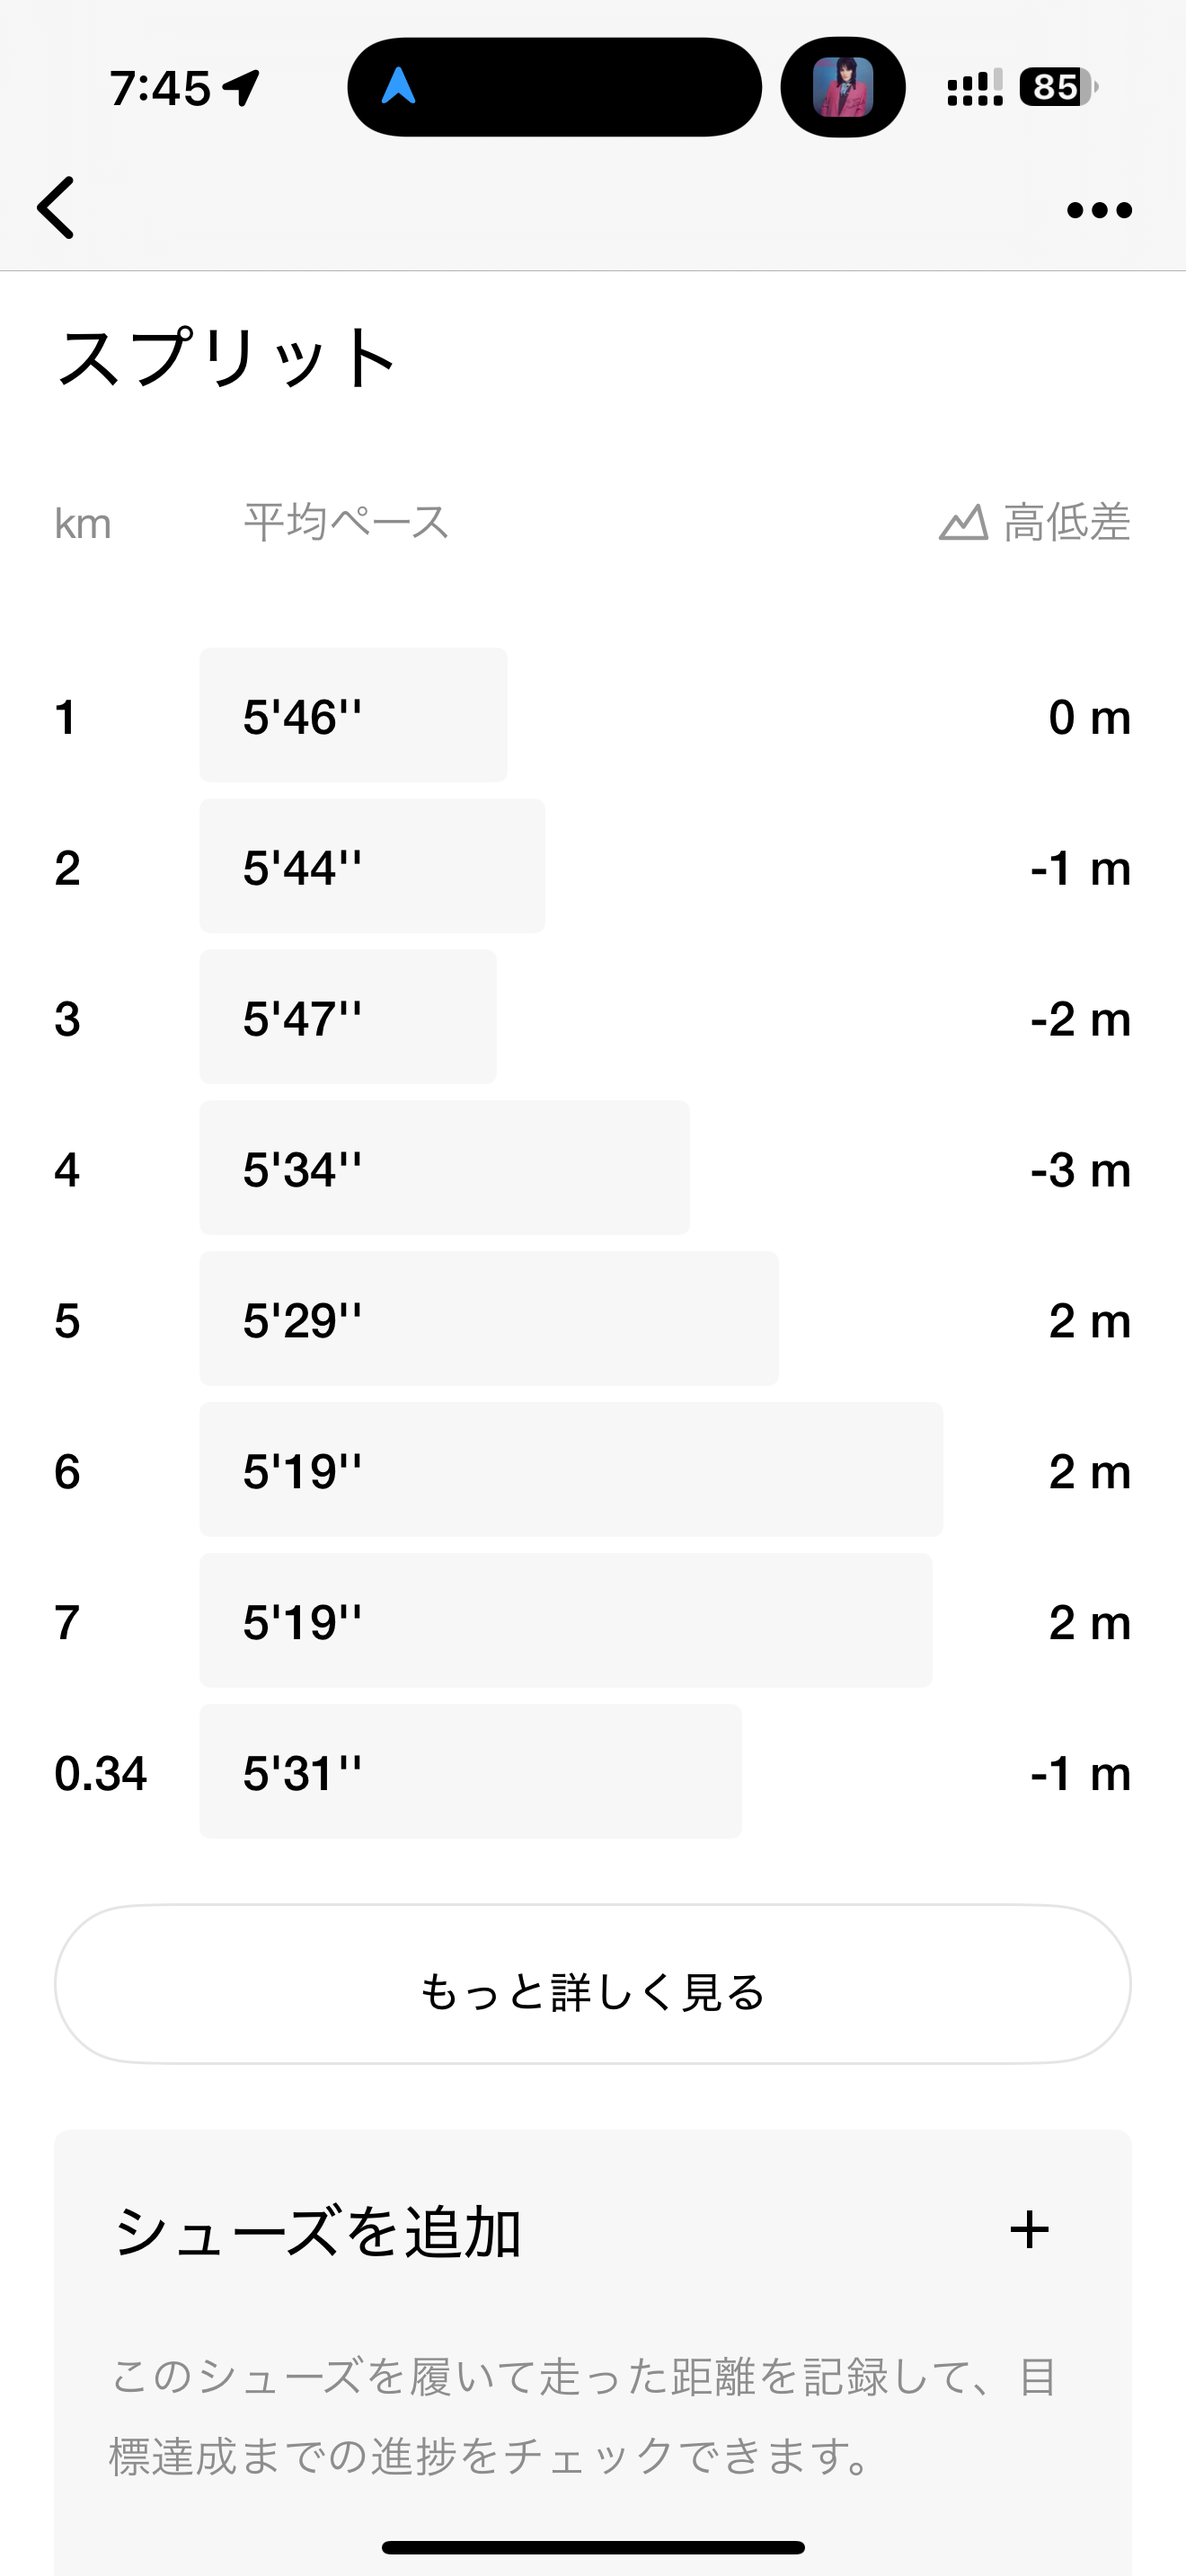 7:45
85
スプリット
km 平均ペース 高低差
1 5'46'' 0 m
2 5'44'' -1 m
3 5'47'' -2 m
4 5'34'' -3 m
5 5'29'' 2 m
6 5'19'' 2 m
7 5'19'' 2 m
0.34 5'31'' -1 m
もっと詳しく見る
シューズを追加 +
このシューズを履いて走った距離を記録して、目
標達成までの進捗をチェックできます。